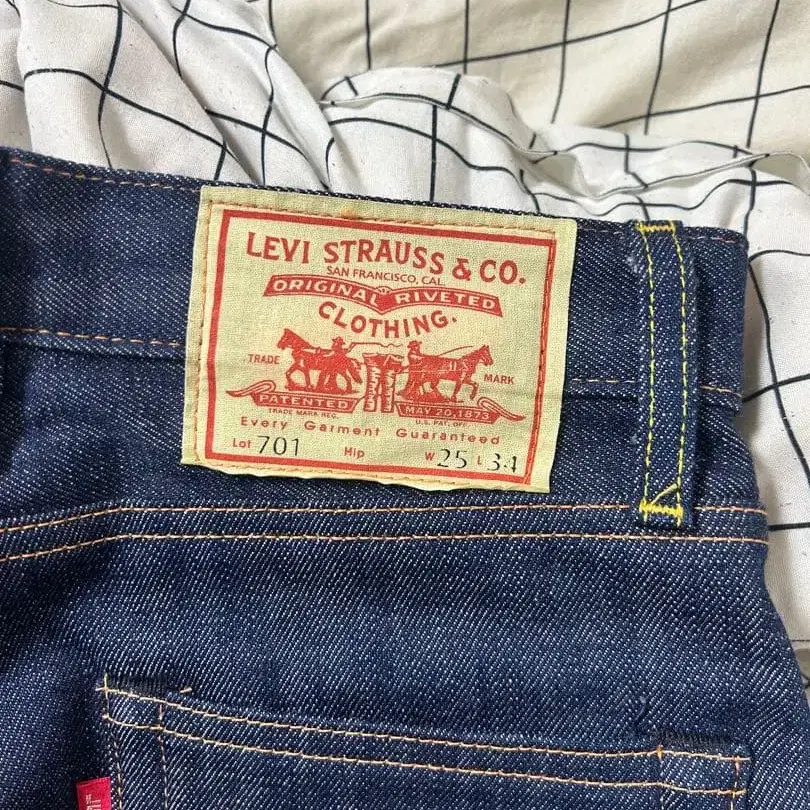 LEVI STRAUSS & CO.
SAN FRANCISCO, CAL.
ORIGINAL RIVETED
CLOTHING.
TRADE MARK
PATENTED MAY 20, 1873
TRADE MARK REG. U.S. PAT. OFF.
Every Garment Guaranteed
Lot 701 Hip W 25 L 34